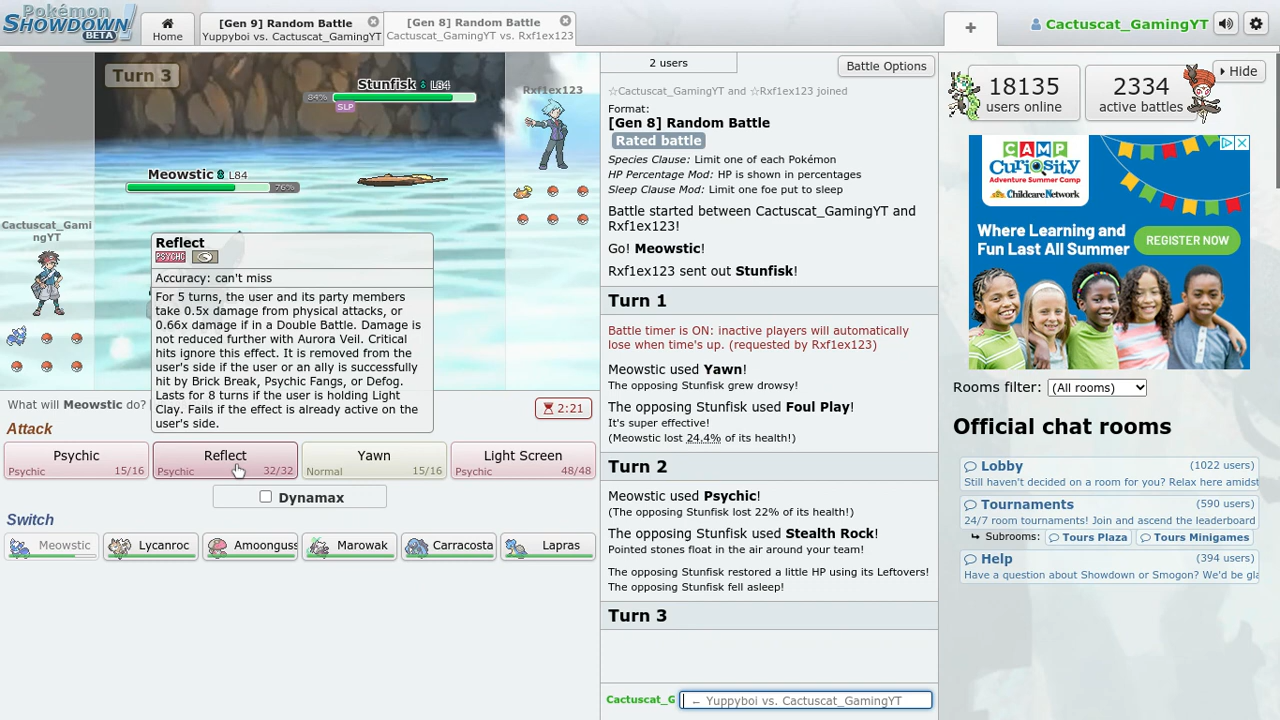 Pokémon
Showdown!
BETA
Home
[Gen 9] Random Battle
Yuppyboi vs. Cactuscat_GamingYT
[Gen 8] Random Battle
Cactuscat_GamingYT vs. Rxf1ex123
+
Cactuscat_GamingYT
Turn 3
Stunfisk L84
84%
SLP
Rxf1ex123
Meowstic L84
76%
Cactuscat_Gami
ngYT
Reflect
PSYCHC
Accuracy: can't miss
For 5 turns, the user and its party members
take 0.5x damage from physical attacks, or
0.66x damage if in a Double Battle. Damage is
not reduced further with Aurora Veil. Critical
hits ignore this effect. It is removed from the
user's side if the user or an ally is successfully
hit by Brick Break, Psychic Fangs, or Defog.
Lasts for 8 turns if the user is holding Light
Clay. Fails if the effect is already active on the
user's side.
What will Meowstic do?
2:21
Attack
Psychic
Psychic 15/16
Reflect
Psychic 32/32
Yawn
Normal 15/16
Light Screen
Psychic 48/48
Dynamax
Switch
Meowstic
Lycanroc
Amoonguss
Marowak
Carracosta
Lapras
2 users
Battle Options
☆Cactuscat_GamingYT and ☆Rxf1ex123 joined
Format:
[Gen 8] Random Battle
Rated battle
Species Clause: Limit one of each Pokémon
HP Percentage Mod: HP is shown in percentages
Sleep Clause Mod: Limit one foe put to sleep
Battle started between Cactuscat_GamingYT and
Rxf1ex123!
Go! Meowstic!
Rxf1ex123 sent out Stunfisk!
Turn 1
Battle timer is ON: inactive players will automatically
lose when time's up. (requested by Rxf1ex123)
Meowstic used Yawn!
The opposing Stunfisk grew drowsy!
The opposing Stunfisk used Foul Play!
It's super effective!
(Meowstic lost 24.4% of its health!)
Turn 2
Meowstic used Psychic!
(The opposing Stunfisk lost 22% of its health!)
The opposing Stunfisk used Stealth Rock!
Pointed stones float in the air around your team!
The opposing Stunfisk restored a little HP using its Leftovers!
The opposing Stunfisk fell asleep!
Turn 3
Cactuscat_G
← Yuppyboi vs. Cactuscat_GamingYT
18135
users online
2334
active battles
Hide
CAMP
Curiosity
Adventure Summer Camp
Childcare Network
Where Learning and
Fun Last All Summer
REGISTER NOW
Rooms filter: (All rooms)
Official chat rooms
Lobby (1022 users)
Still haven't decided on a room for you? Relax here amidst
Tournaments (590 users)
24/7 room tournaments! Join and ascend the leaderboard
Subrooms: Tours Plaza Tours Minigames
Help (394 users)
Have a question about Showdown or Smogon? We'd be gla